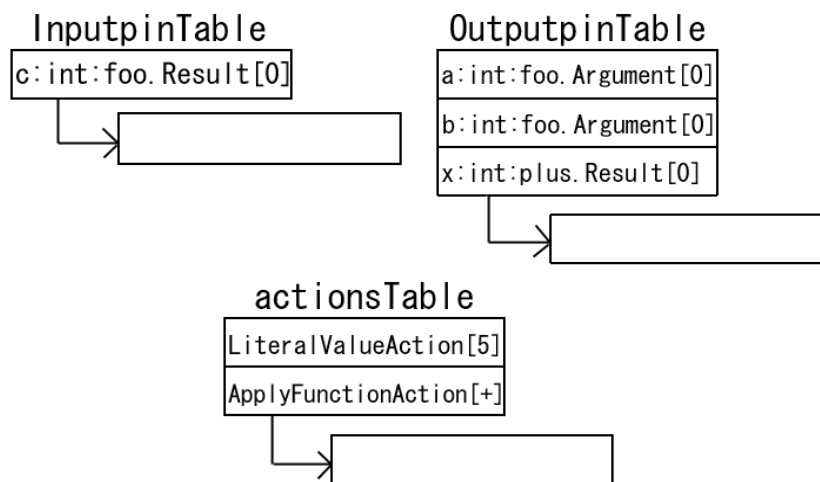 InputpinTable
c:int:foo.Result[0]
OutputpinTable
a:int:foo.Argument[0]
b:int:foo.Argument[0]
x:int:plus.Result[0]
actionsTable
LiteralValueAction[5]
ApplyFunctionAction[+]